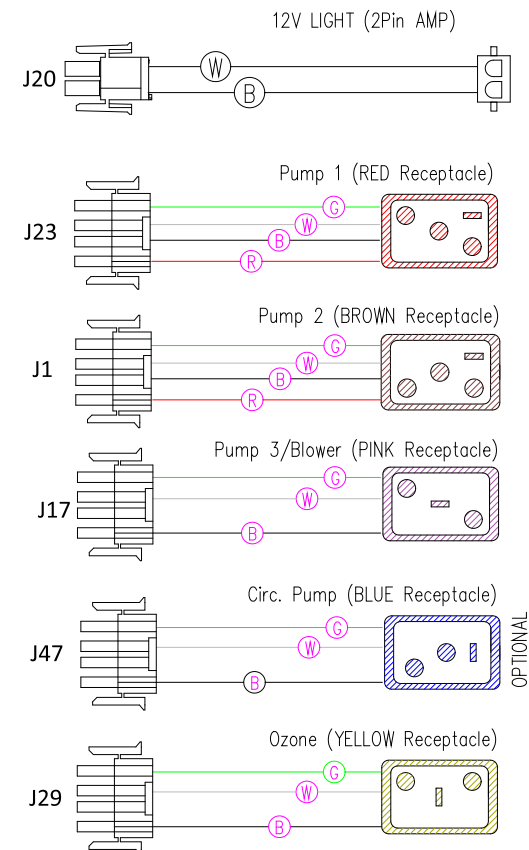 12V LIGHT (2Pin AMP)
J20
W
B
Pump 1 (RED Receptacle)
J23
G
W
B
R
Pump 2 (BROWN Receptacle)
J1
G
W
B
R
Pump 3/Blower (PINK Receptacle)
J17
G
W
B
Circ. Pump (BLUE Receptacle)
J47
G
W
B
OPTIONAL
Ozone (YELLOW Receptacle)
J29
G
W
B